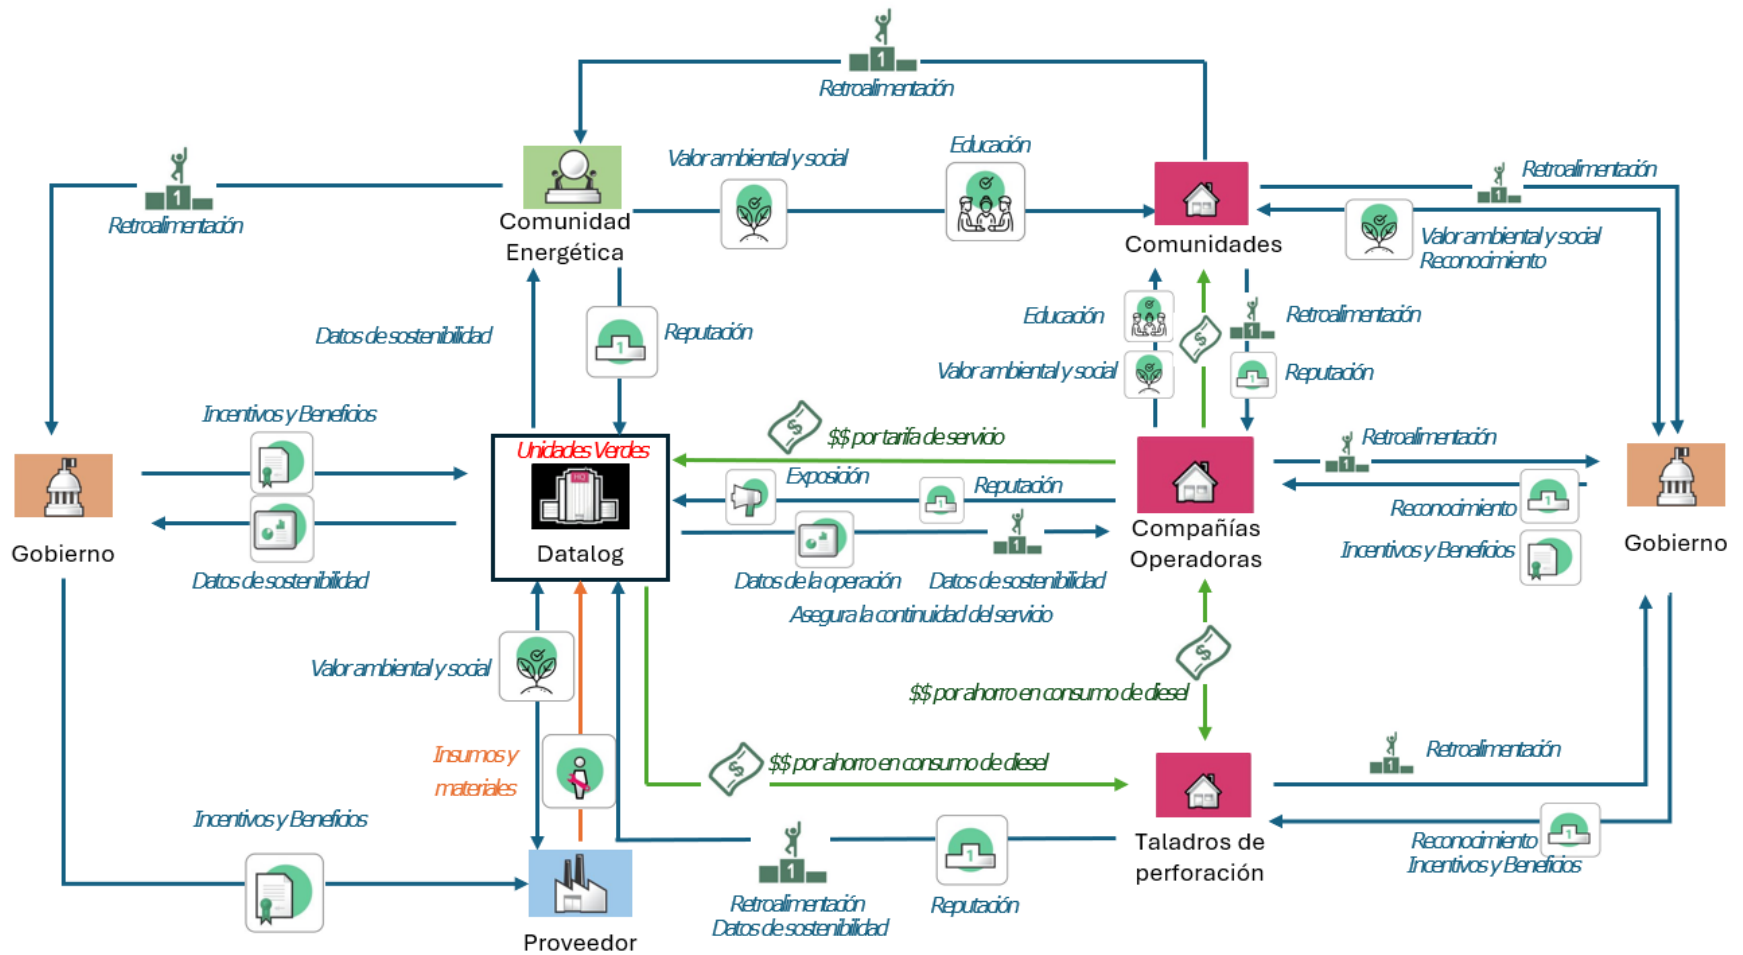 Retroalimentación
Educación
Valor ambiental y social
Retroalimentación
Retroalimentación
Comunidad
Energética
Comunidades
Valor ambiental y social
Reconocimiento
Datos de sostenibilidad
Reputación
Educación
Retroalimentación
Valor ambiental y social
Reputación
Incentivos y Beneficios
$$ por tarifa de servicio
Retroalimentación
Unidades Verdes
HQ
Exposición
Reputación
Reconocimiento
Gobierno
Datalog
Compañías
Operadoras
Incentivos y Beneficios
Gobierno
Datos de sostenibilidad
Datos de la operación
Datos de sostenibilidad
Asegura la continuidad del servicio
Valor ambiental y social
$$ por ahorro en consumo de diesel
Insumos y
materiales
$$ por ahorro en consumo de diesel
Retroalimentación
Incentivos y Beneficios
Taladros de
perforación
Reconocimiento
Incentivos y Beneficios
Retroalimentación
Datos de sostenibilidad
Reputación
Proveedor